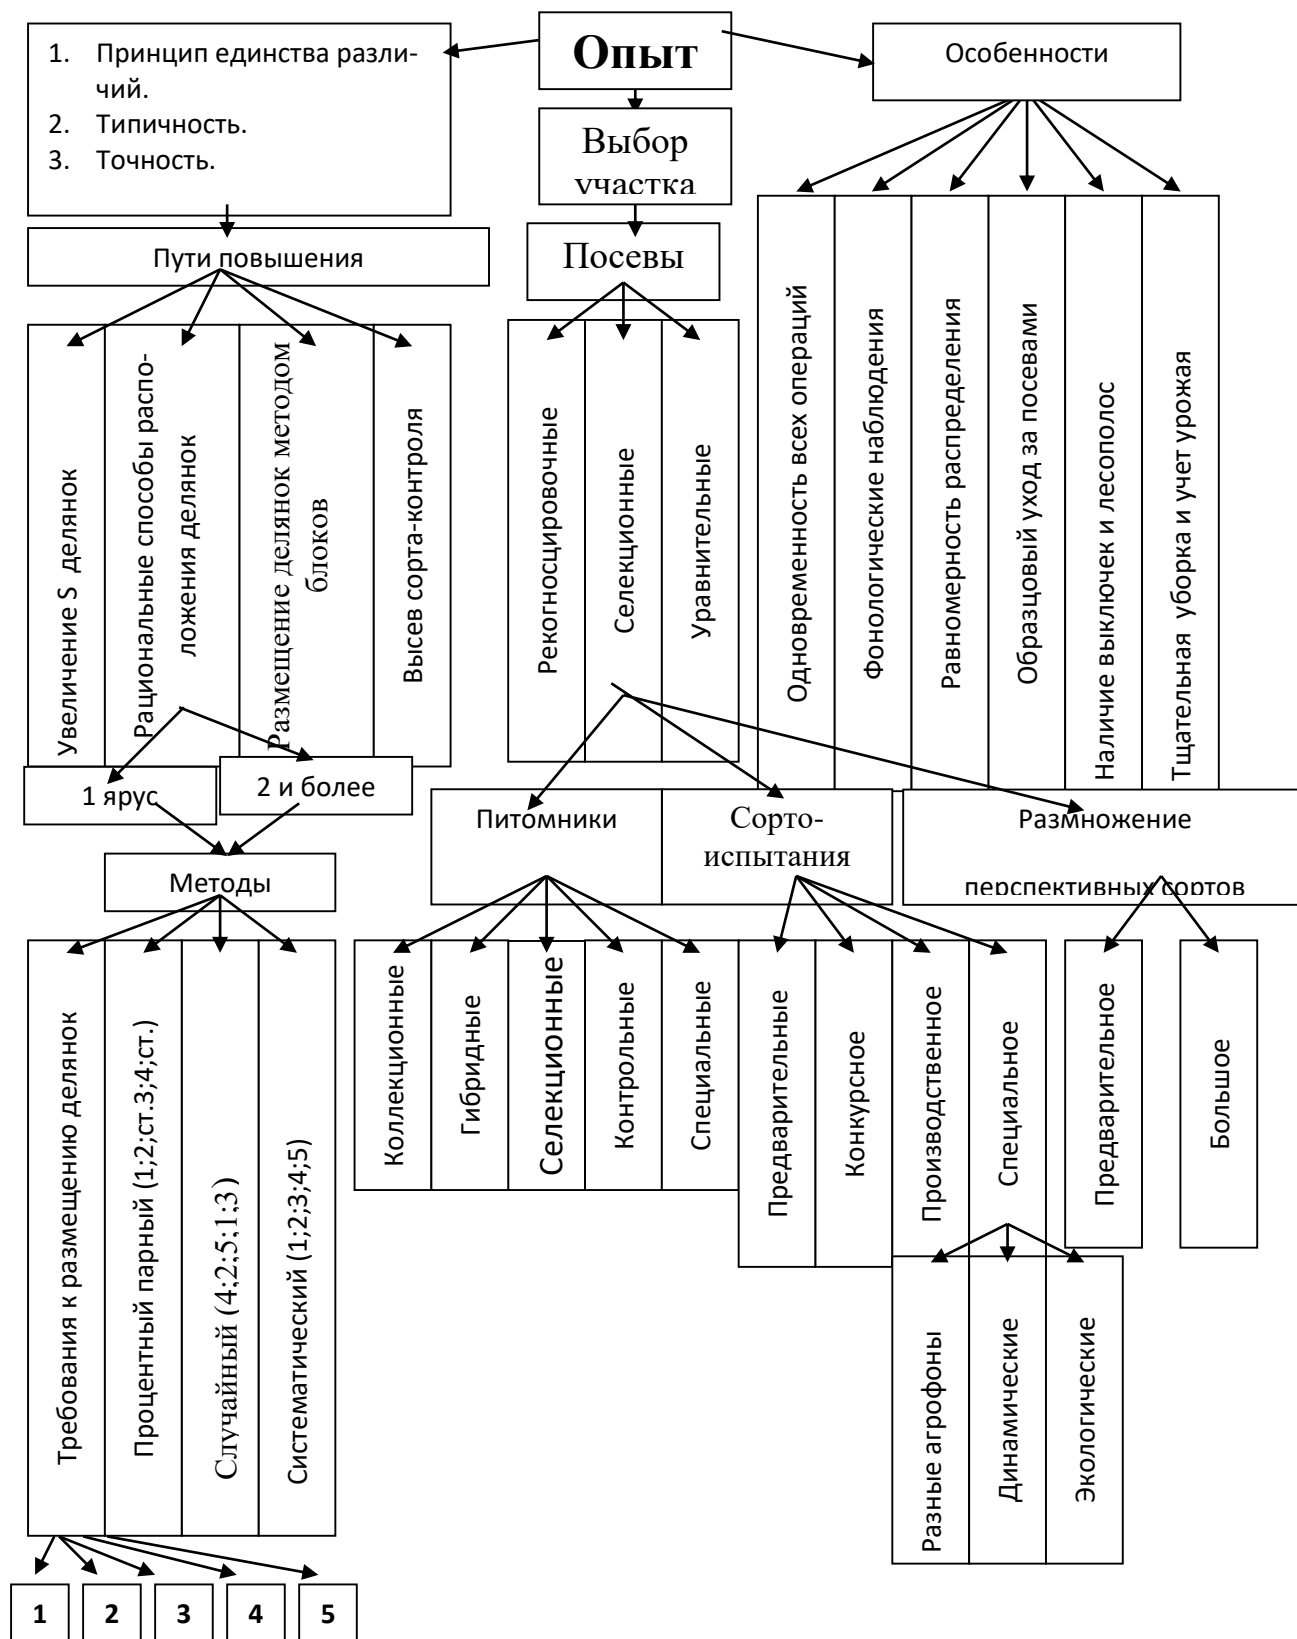 Опыт
1. Принцип единства разли-
чий.
2. Типичность.
3. Точность.
Особенности
Выбор
участка
Пути повышения
Посевы
Увеличение S делянок
Рациональные способы распо-
ложения делянок
Размещение делянок методом
блоков
Высев сорта-контроля
Рекогносцировочные
Селекционные
Уравнительные
Одновременность всех операций
Фонологические наблюдения
Равномерность распределения
Образцовый уход за посевами
Наличие выключек и лесополос
Тщательная уборка и учет урожая
1 ярус
2 и более
Питомники
Сорто-
испытания
Размножение
перспективных сортов
Методы
Требования к размещению делянок
Процентный парный (1;2;ст.3;4;ст.)
Случайный (4;2;5;1;3)
Систематический (1;2;3;4;5)
Коллекционные
Гибридные
Селекционные
Контрольные
Специальные
Предварительные
Конкурсное
Производственное
Специальное
Предварительное
Большое
Разные агрофоны
Динамические
Экологические
1
2
3
4
5